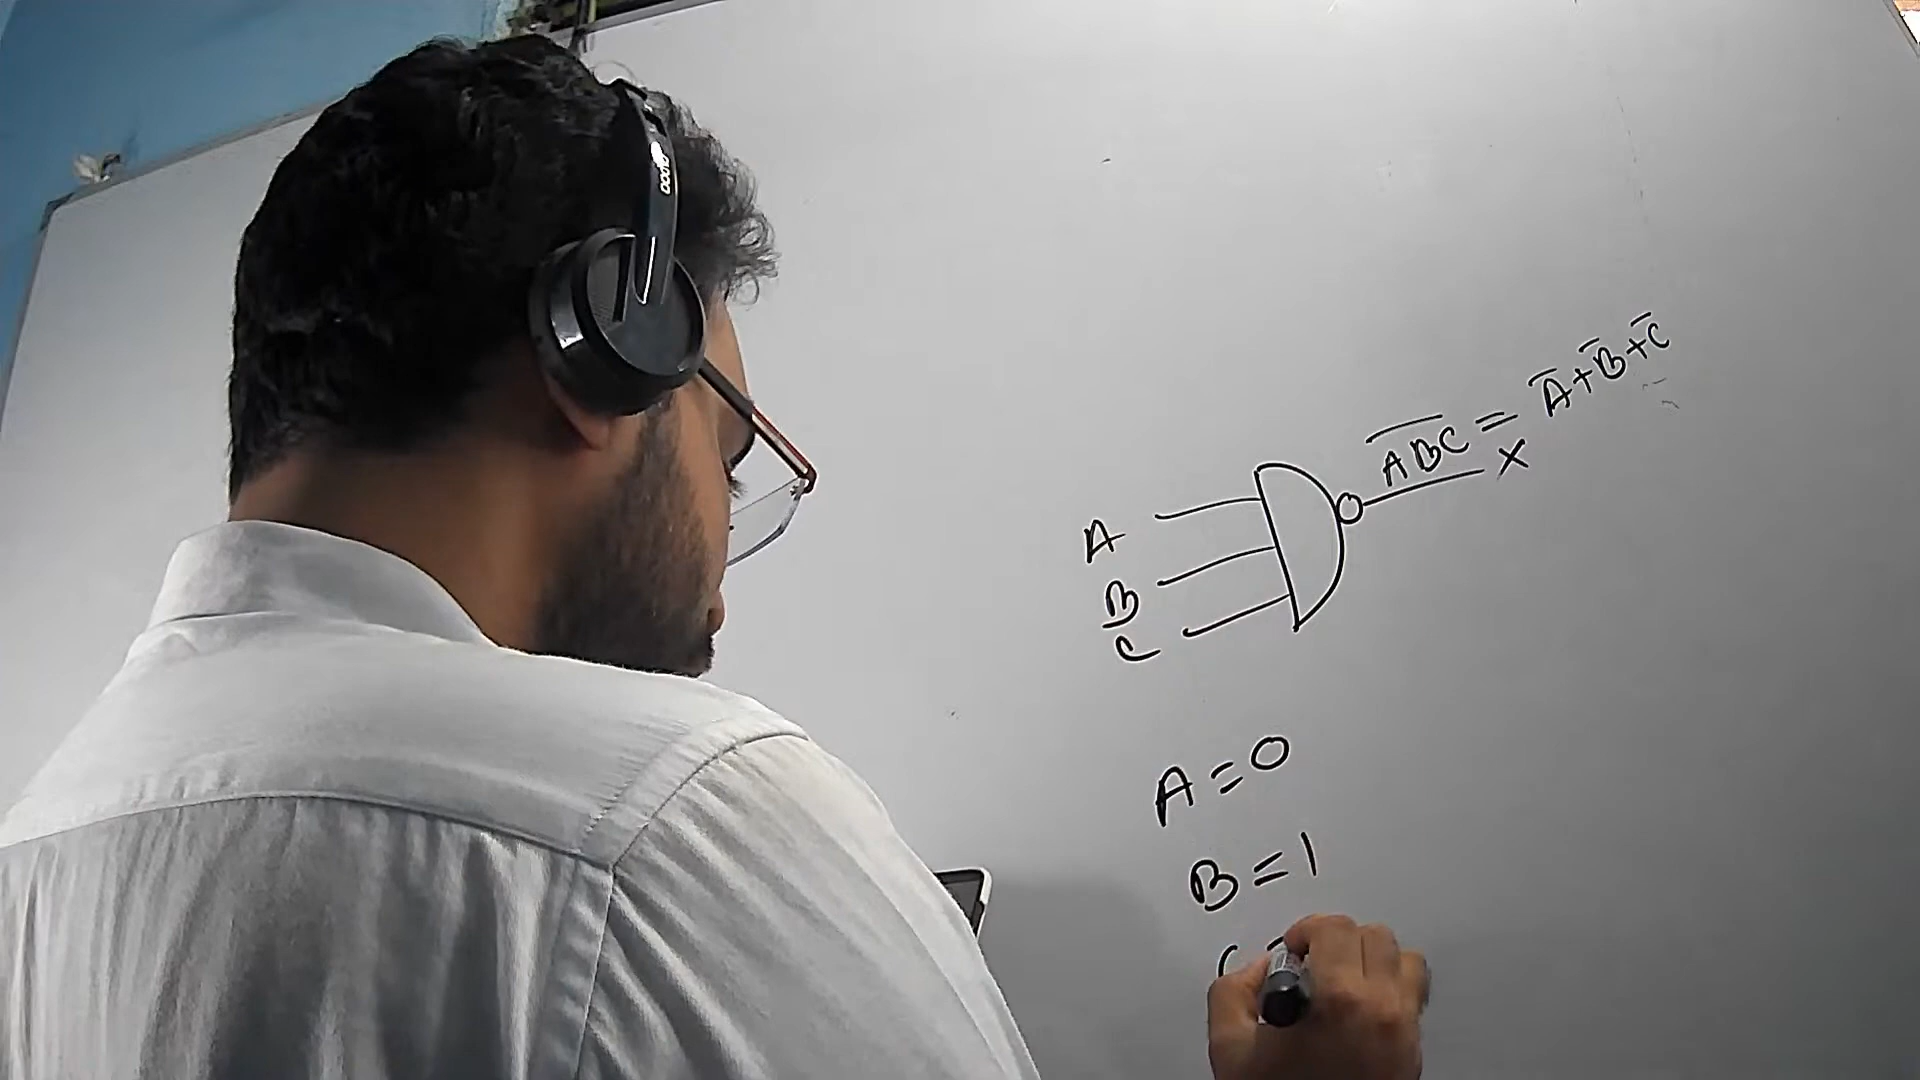 A̅B̅C̅ = A̅+B̅+C̅
X
A
B
C
A=0
B=1
C=